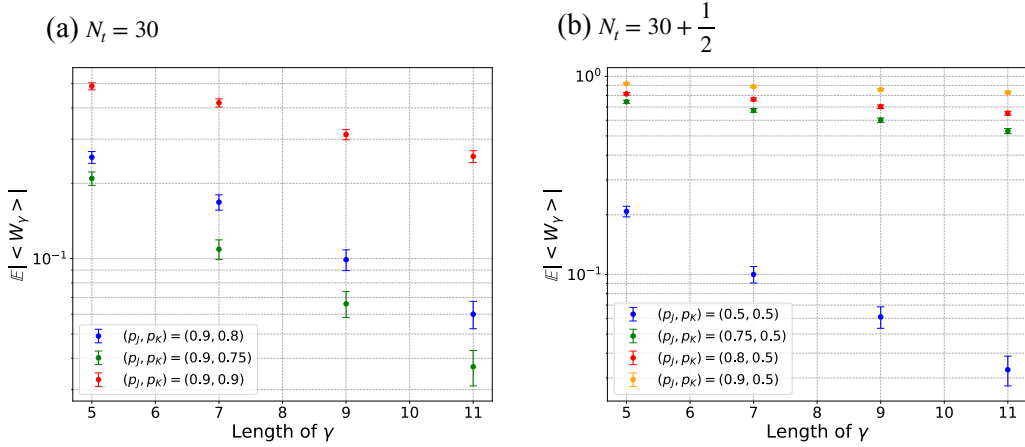 (a) N_t = 30
𝔼| < W_γ > |
10⁻¹
5 6 7 8 9 10 11
Length of γ
(p_J, p_K) = (0.9, 0.8)
(p_J, p_K) = (0.9, 0.75)
(p_J, p_K) = (0.9, 0.9)
(b) N_t = 30 + 1/2
𝔼| < W_γ > |
10⁰
10⁻¹
5 6 7 8 9 10 11
Length of γ
(p_J, p_K) = (0.5, 0.5)
(p_J, p_K) = (0.75, 0.5)
(p_J, p_K) = (0.8, 0.5)
(p_J, p_K) = (0.9, 0.5)